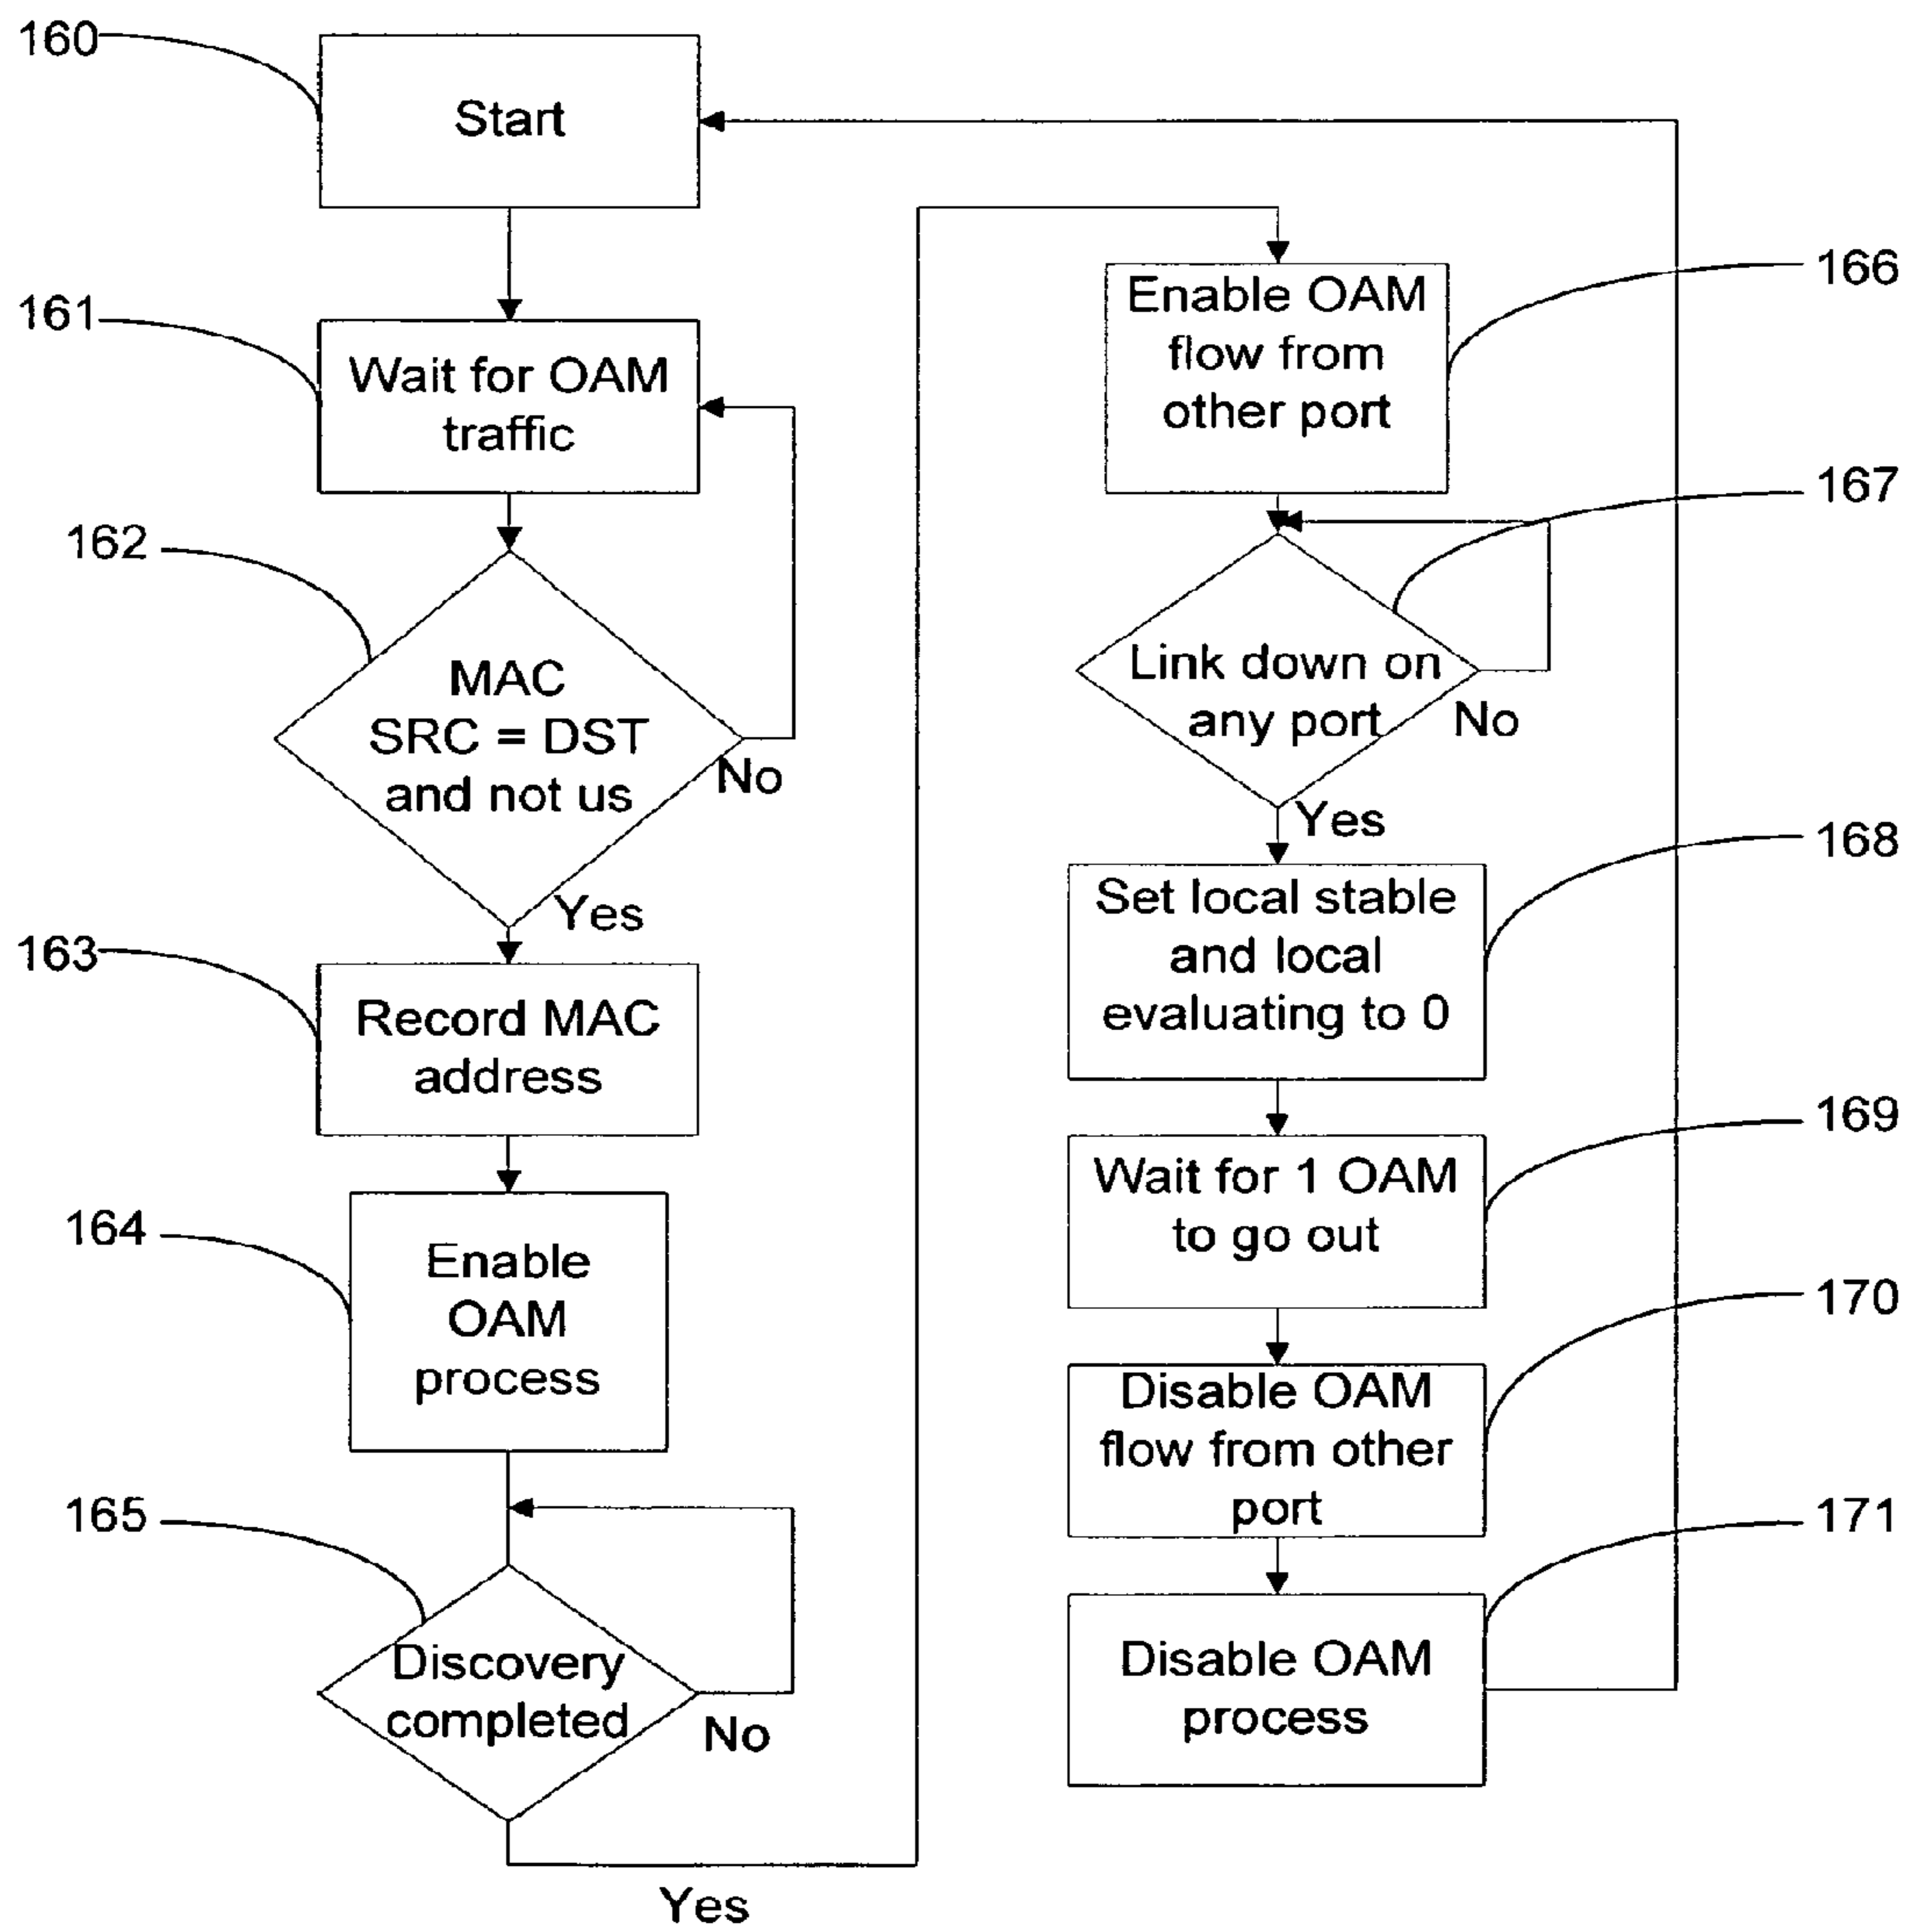 160
Start
161
Wait for OAM
traffic
162
MAC
SRC = DST
and not us
No
Yes
163
Record MAC
address
164
Enable
OAM
process
165
Discovery
completed
No
Yes
166
Enable OAM
flow from
other port
167
Link down on
any port
No
Yes
168
Set local stable
and local
evaluating to 0
169
Wait for 1 OAM
to go out
170
Disable OAM
flow from other
port
171
Disable OAM
process